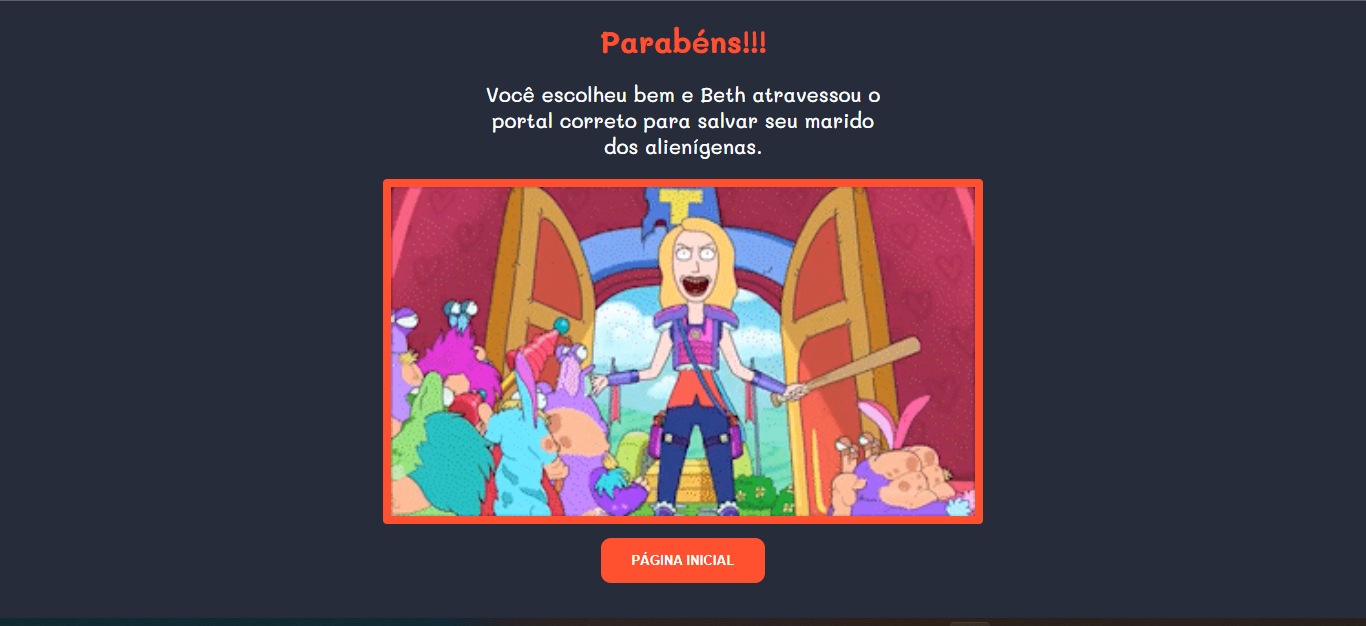 Parabéns!!!
Você escolheu bem e Beth atravessou o
portal correto para salvar seu marido
dos alienígenas.
T
PÁGINA INICIAL